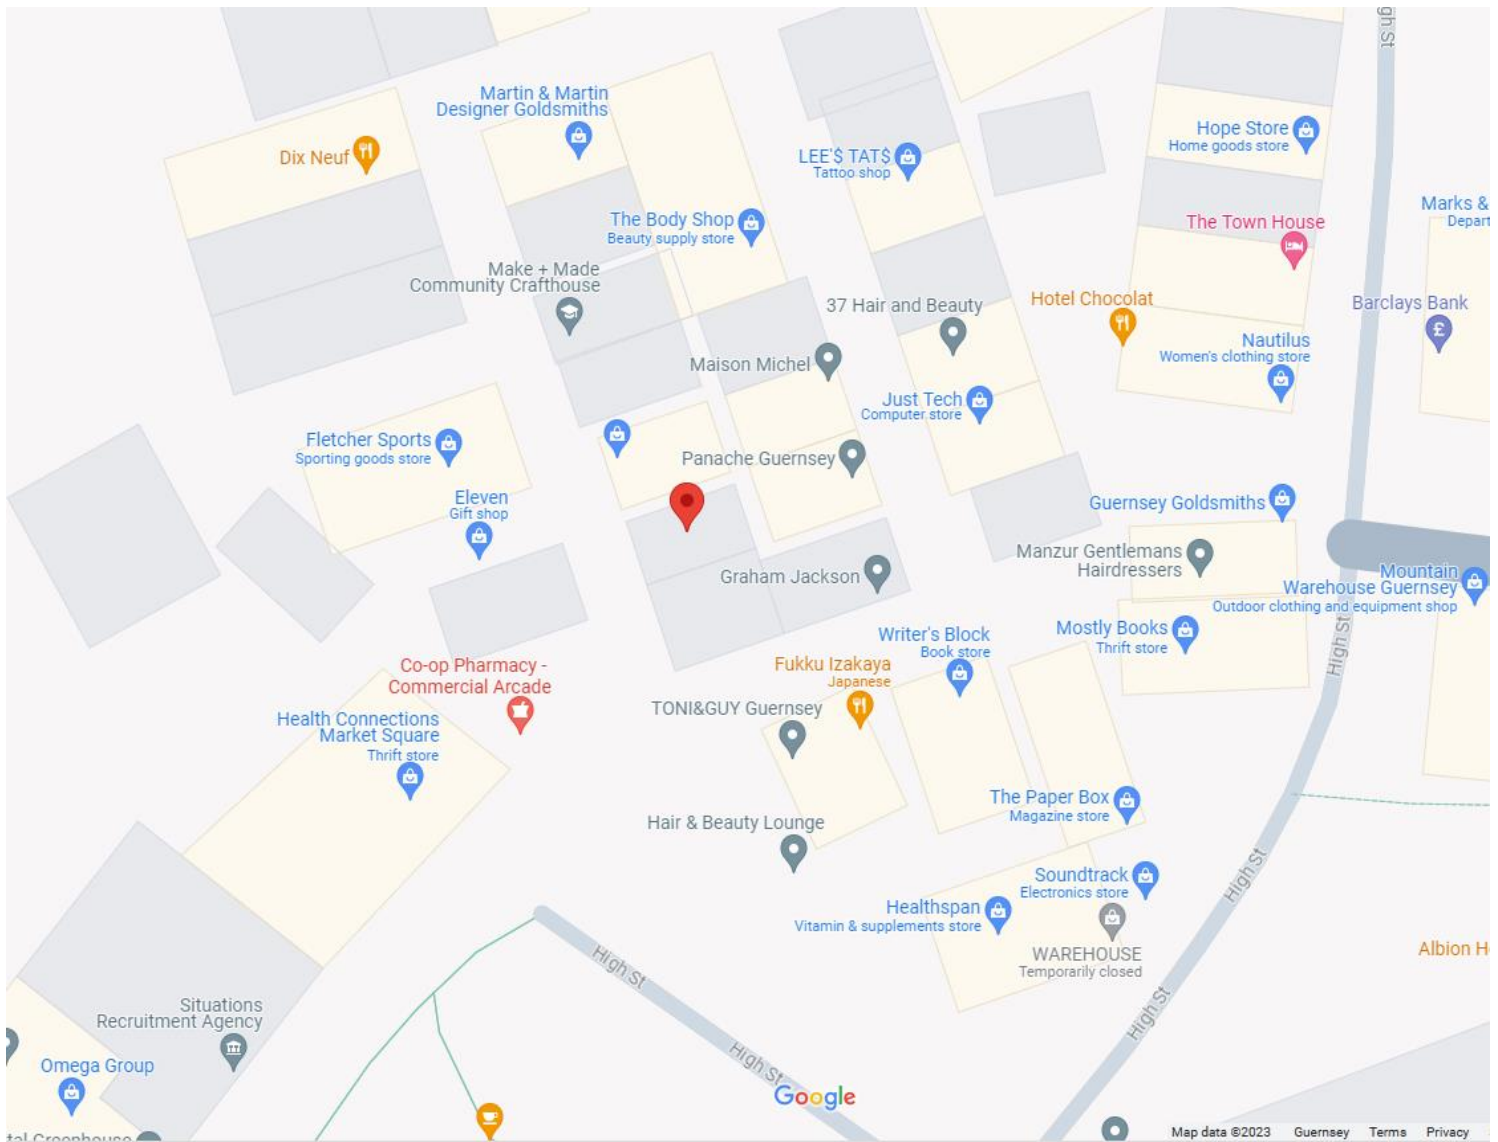 gh St
Martin & Martin
Designer Goldsmiths
Dix Neuf
LEE'$ TAT$
Tattoo shop
Hope Store
Home goods store
The Body Shop
Beauty supply store
The Town House
Marks &
Depart
Make + Made
Community Crafthouse
37 Hair and Beauty
Hotel Chocolat
Barclays Bank
£
Nautilus
Women's clothing store
Maison Michel
Just Tech
Computer store
Fletcher Sports
Sporting goods store
Panache Guernsey
Eleven
Gift shop
Guernsey Goldsmiths
Manzur Gentlemans
Hairdressers
Graham Jackson
Mountain
Warehouse Guernsey
Outdoor clothing and equipment shop
Writer's Block
Book store
Mostly Books
Thrift store
High St
Co-op Pharmacy -
Commercial Arcade
Fukku Izakaya
Japanese
TONI&GUY Guernsey
Health Connections
Market Square
Thrift store
The Paper Box
Magazine store
Hair & Beauty Lounge
Soundtrack
Electronics store
High St
Healthspan
Vitamin & supplements store
WAREHOUSE
Temporarily closed
Albion H
High St
Situations
Recruitment Agency
High St
Omega Group
High St
Google
tal Greenhouse
Map data ©2023 Guernsey Terms Privacy